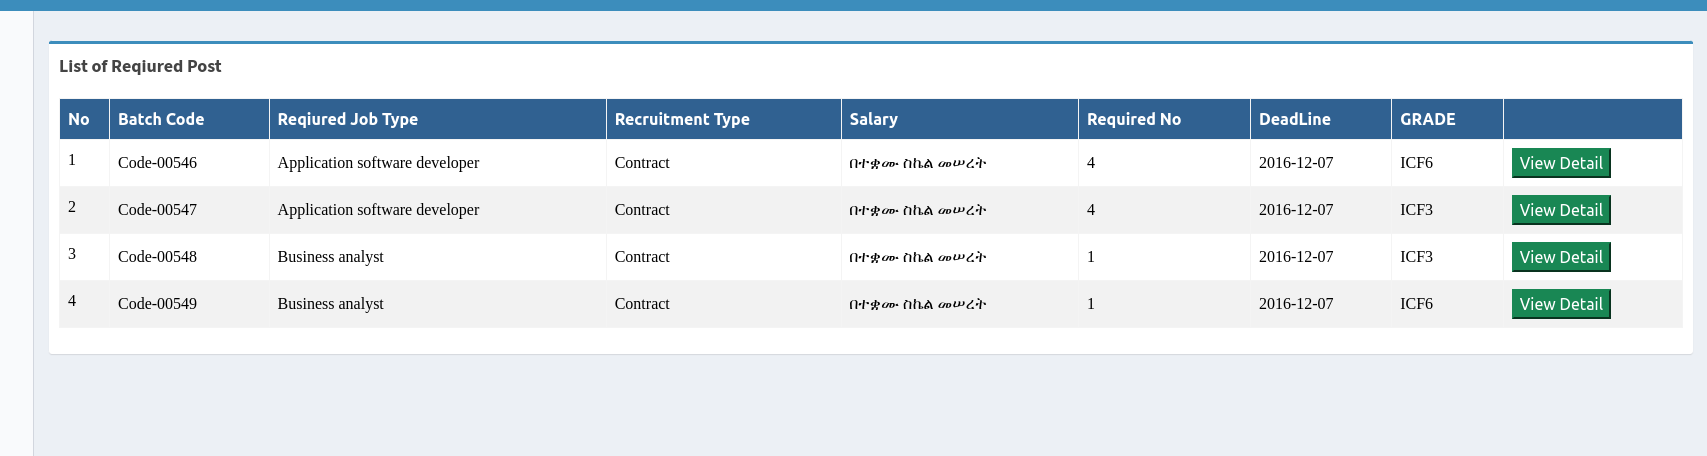 List of Reqiured Post
No Batch Code Reqiured Job Type Recruitment Type Salary Required No DeadLine GRADE
1 Code-00546 Application software developer Contract በተቋሙ ስኬል መሠረት 4 2016-12-07 ICF6 View Detail
2 Code-00547 Application software developer Contract በተቋሙ ስኬል መሠረት 4 2016-12-07 ICF3 View Detail
3 Code-00548 Business analyst Contract በተቋሙ ስኬል መሠረት 1 2016-12-07 ICF3 View Detail
4 Code-00549 Business analyst Contract በተቋሙ ስኬል መሠረት 1 2016-12-07 ICF6 View Detail